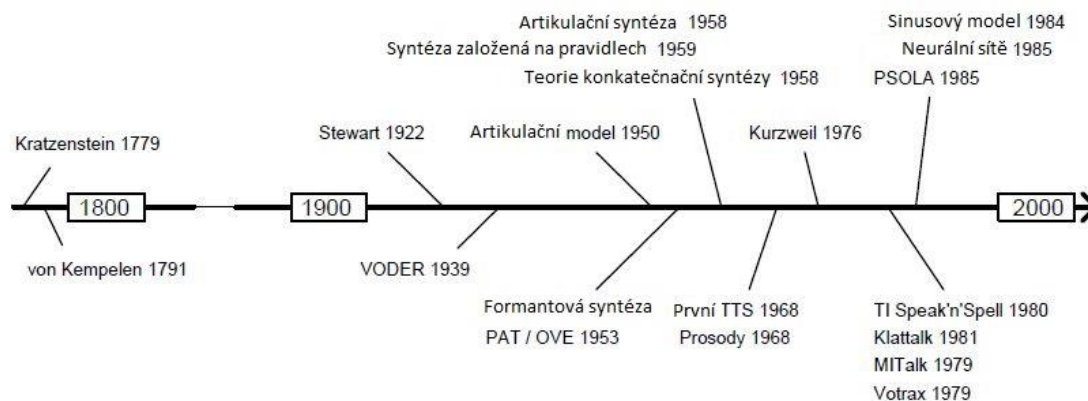 Artikulační syntéza 1958
Sinusový model 1984
Syntéza založená na pravidlech 1959
Neurální sítě 1985
Teorie konkatečnační syntézy 1958
PSOLA 1985
Kratzenstein 1779
Stewart 1922
Artikulační model 1950
Kurzweil 1976
1800
1900
2000
von Kempelen 1791
VODER 1939
Formantová syntéza
PAT / OVE 1953
První TTS 1968
Prosody 1968
TI Speak'n'Spell 1980
Klattalk 1981
MITalk 1979
Votrax 1979